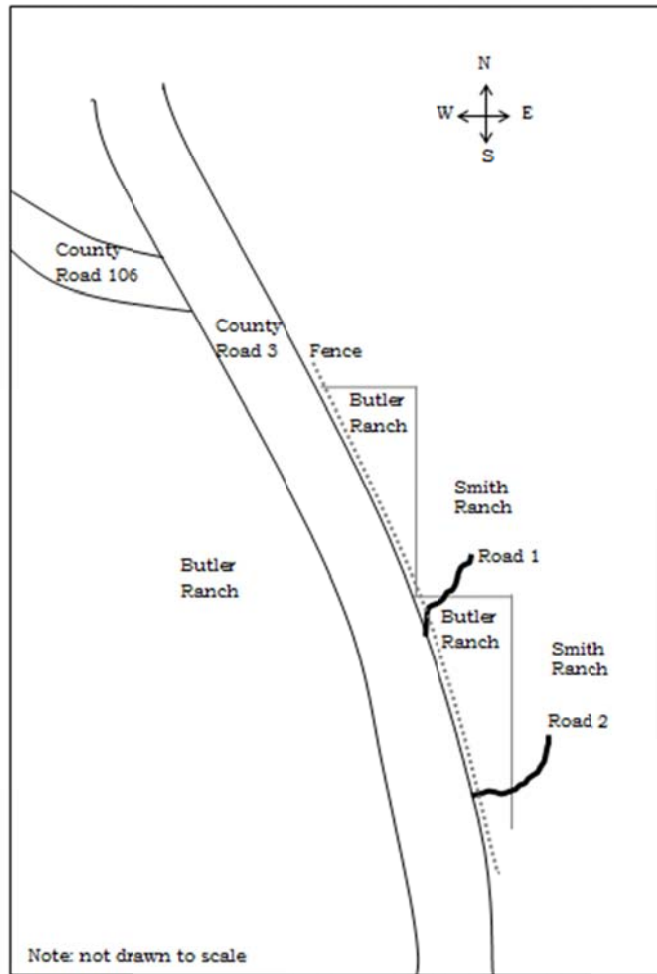 N
W E
S
County
Road 106
County
Road 3
Fence
Butler
Ranch
Smith
Ranch
Road 1
Butler
Ranch
Butler
Ranch
Smith
Ranch
Road 2
Note: not drawn to scale